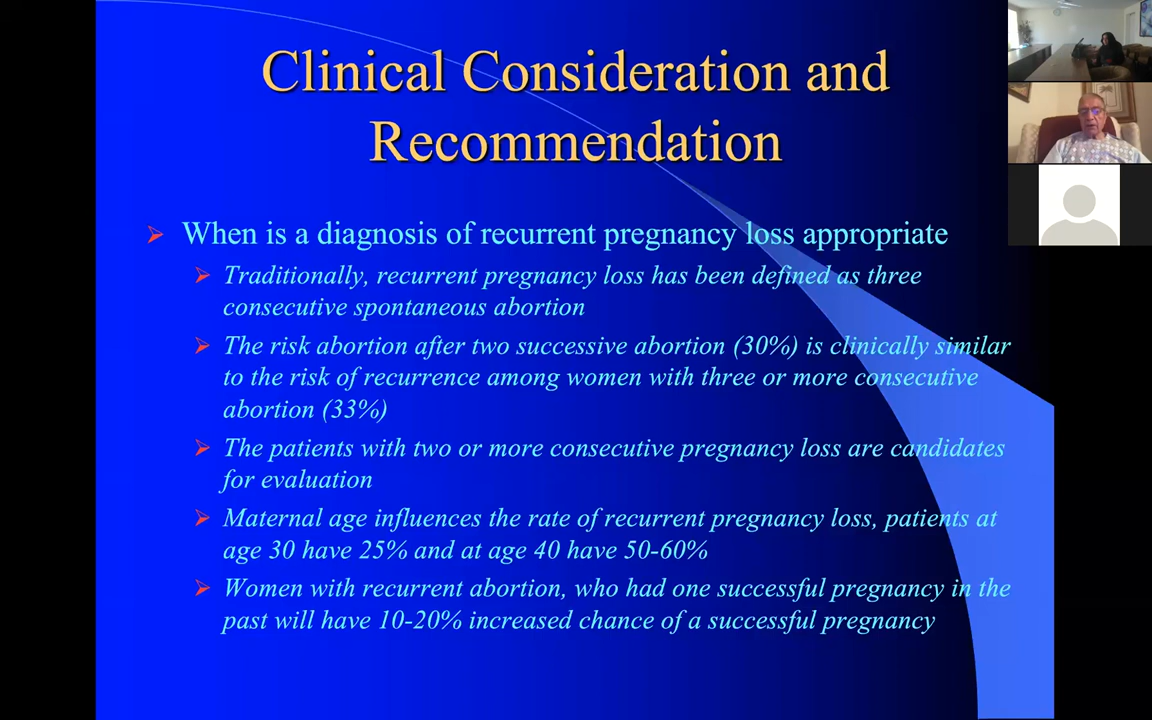 Clinical Consideration and
Recommendation
When is a diagnosis of recurrent pregnancy loss appropriate
Traditionally, recurrent pregnancy loss has been defined as three
consecutive spontaneous abortion
The risk abortion after two successive abortion (30%) is clinically similar
to the risk of recurrence among women with three or more consecutive
abortion (33%)
The patients with two or more consecutive pregnancy loss are candidates
for evaluation
Maternal age influences the rate of recurrent pregnancy loss, patients at
age 30 have 25% and at age 40 have 50-60%
Women with recurrent abortion, who had one successful pregnancy in the
past will have 10-20% increased chance of a successful pregnancy